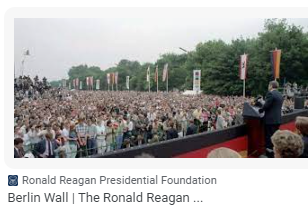 Ronald Reagan Presidential Foundation
Berlin Wall | The Ronald Reagan ...